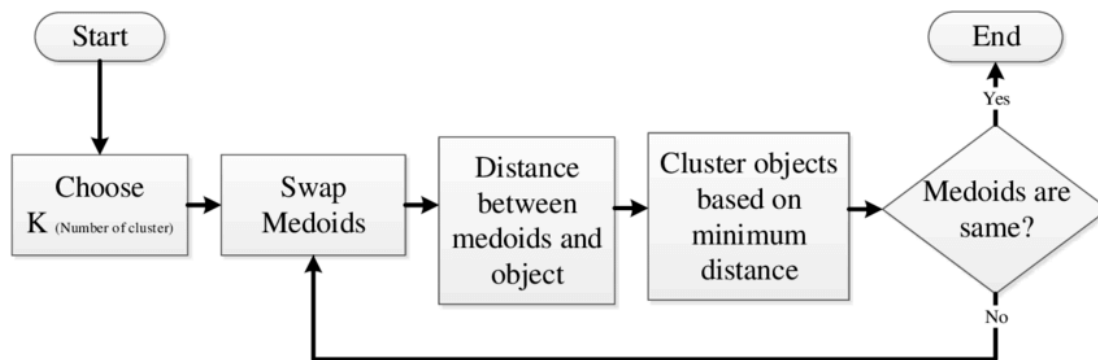 Start
End
Yes
Choose
K (Number of cluster)
Swap
Medoids
Distance
between
medoids and
object
Cluster objects
based on
minimum
distance
Medoids are
same?
No